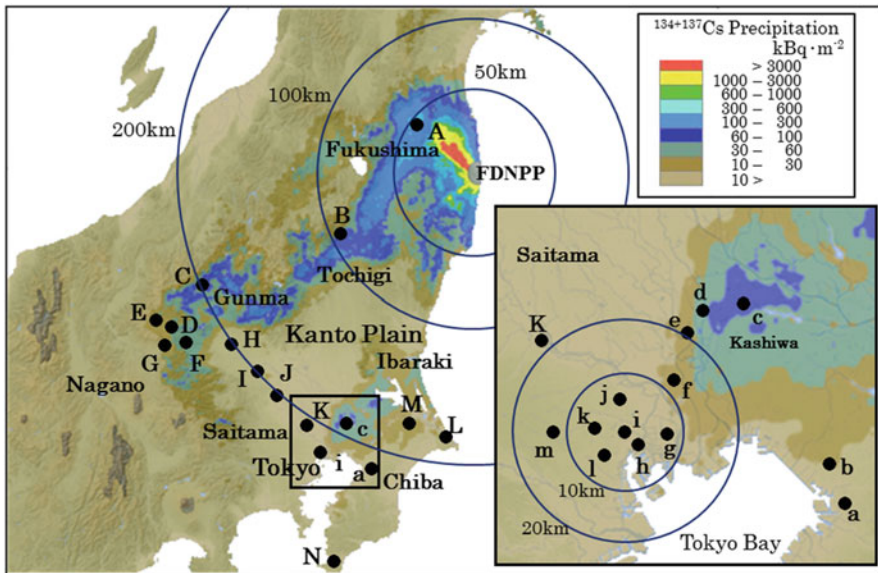 134+137Cs Precipitation
kBq·m-2
> 3000
1000 – 3000
600 – 1000
300 – 600
100 – 300
60 – 100
30 – 60
10 – 30
10 >
50km
100km
200km
A
Fukushima
FDNPP
B
Tochigi
C
Gunma
E
D
G
F
H
Kanto Plain
Nagano
I
J
Ibaraki
Saitama
K
c
M
L
Tokyo
i
a
Chiba
N
Saitama
K
d
c
e
Kashiwa
f
j
k
i
m
g
l
h
10km
20km
b
a
Tokyo Bay